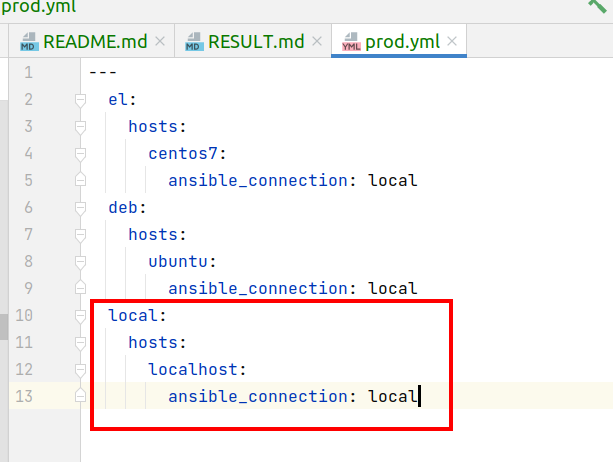 prod.yml
MD README.md × MD RESULT.md × YML prod.yml ×
1 ---
2   el:
3     hosts:
4       centos7:
5         ansible_connection: local
6   deb:
7     hosts:
8       ubuntu:
9         ansible_connection: local
10   local:
11     hosts:
12       localhost:
13         ansible_connection: local